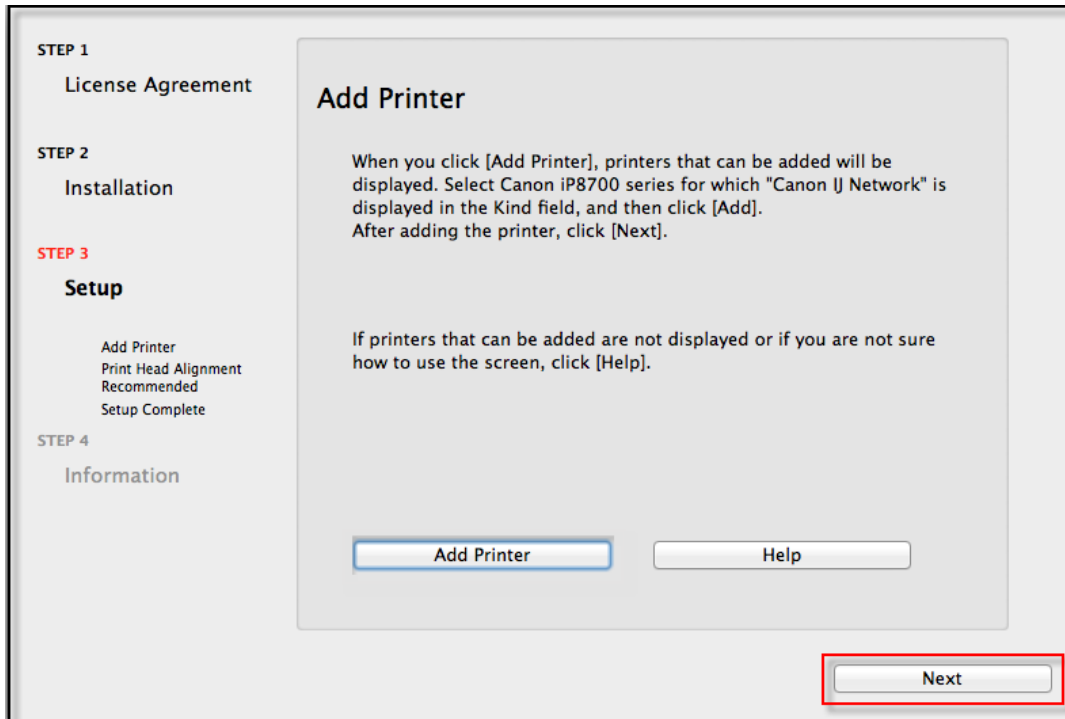 STEP 1
License Agreement
STEP 2
Installation
STEP 3
Setup
Add Printer
Print Head Alignment
Recommended
Setup Complete
STEP 4
Information
Add Printer
When you click [Add Printer], printers that can be added will be
displayed. Select Canon iP8700 series for which "Canon IJ Network" is
displayed in the Kind field, and then click [Add].
After adding the printer, click [Next].
If printers that can be added are not displayed or if you are not sure
how to use the screen, click [Help].
Add Printer
Help
Next